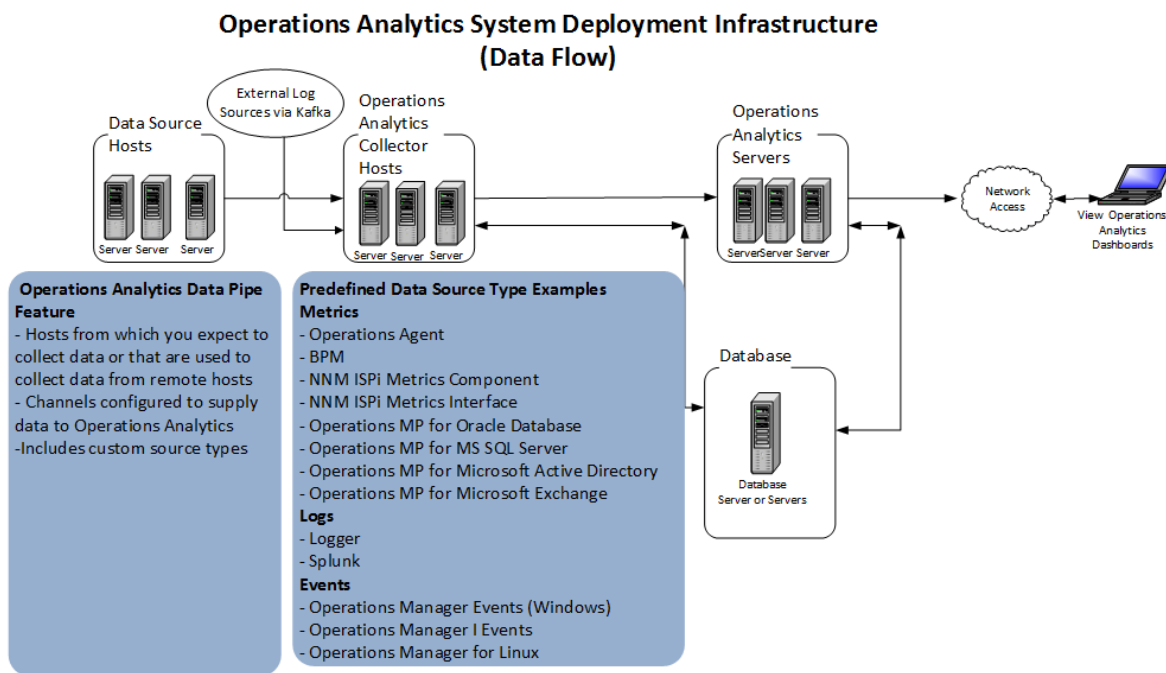 Operations Analytics System Deployment Infrastructure
(Data Flow)
External Log
Sources via Kafka
Data Source
Hosts
Server
Server
Server
Operations
Analytics
Collector
Hosts
Server
Server
Server
Operations
Analytics
Servers
Server
Server
Server
Network
Access
View Operations
Analytics
Dashboards
Operations Analytics Data Pipe
Feature
- Hosts from which you expect to
collect data or that are used to
collect data from remote hosts
- Channels configured to supply
data to Operations Analytics
-Includes custom source types
Predefined Data Source Type Examples
Metrics
- Operations Agent
- BPM
- NNM ISPi Metrics Component
- NNM ISPi Metrics Interface
- Operations MP for Oracle Database
- Operations MP for MS SQL Server
- Operations MP for Microsoft Active Directory
- Operations MP for Microsoft Exchange
Logs
- Logger
- Splunk
Events
- Operations Manager Events (Windows)
- Operations Manager I Events
- Operations Manager for Linux
Database
Database
Server or Servers